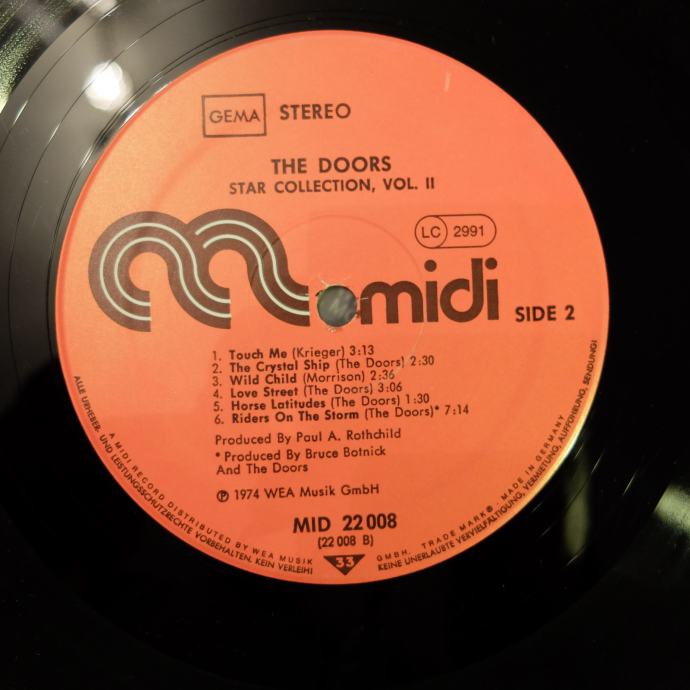 GEMA STEREO
THE DOORS
STAR COLLECTION, VOL. II
LC 2991
midi SIDE 2
1. Touch Me (Krieger) 3:13
2. The Crystal Ship (The Doors) 2:30
3. Wild Child (Morrison) 2:36
4. Love Street (The Doors) 3:06
5. Horse Latitudes (The Doors) 1:30
6. Riders On The Storm (The Doors)* 7:14
Produced By Paul A. Rothchild
* Produced By Bruce Botnick
And The Doors
℗ 1974 WEA Musik GmbH
MID 22 008
(22 008 B)
33
A MIDI RECORD DISTRIBUTED BY WEA MUSIK GMBH. TRADE MARK®. MADE IN GERMANY
ALLE URHEBER- UND LEISTUNGSSCHUTZRECHTE VORBEHALTEN. KEIN VERLEIH! KEINE UNERLAUBTE VERVIELFÄLTIGUNG, VERMIETUNG, AUFFÜHRUNG, SENDUNG!